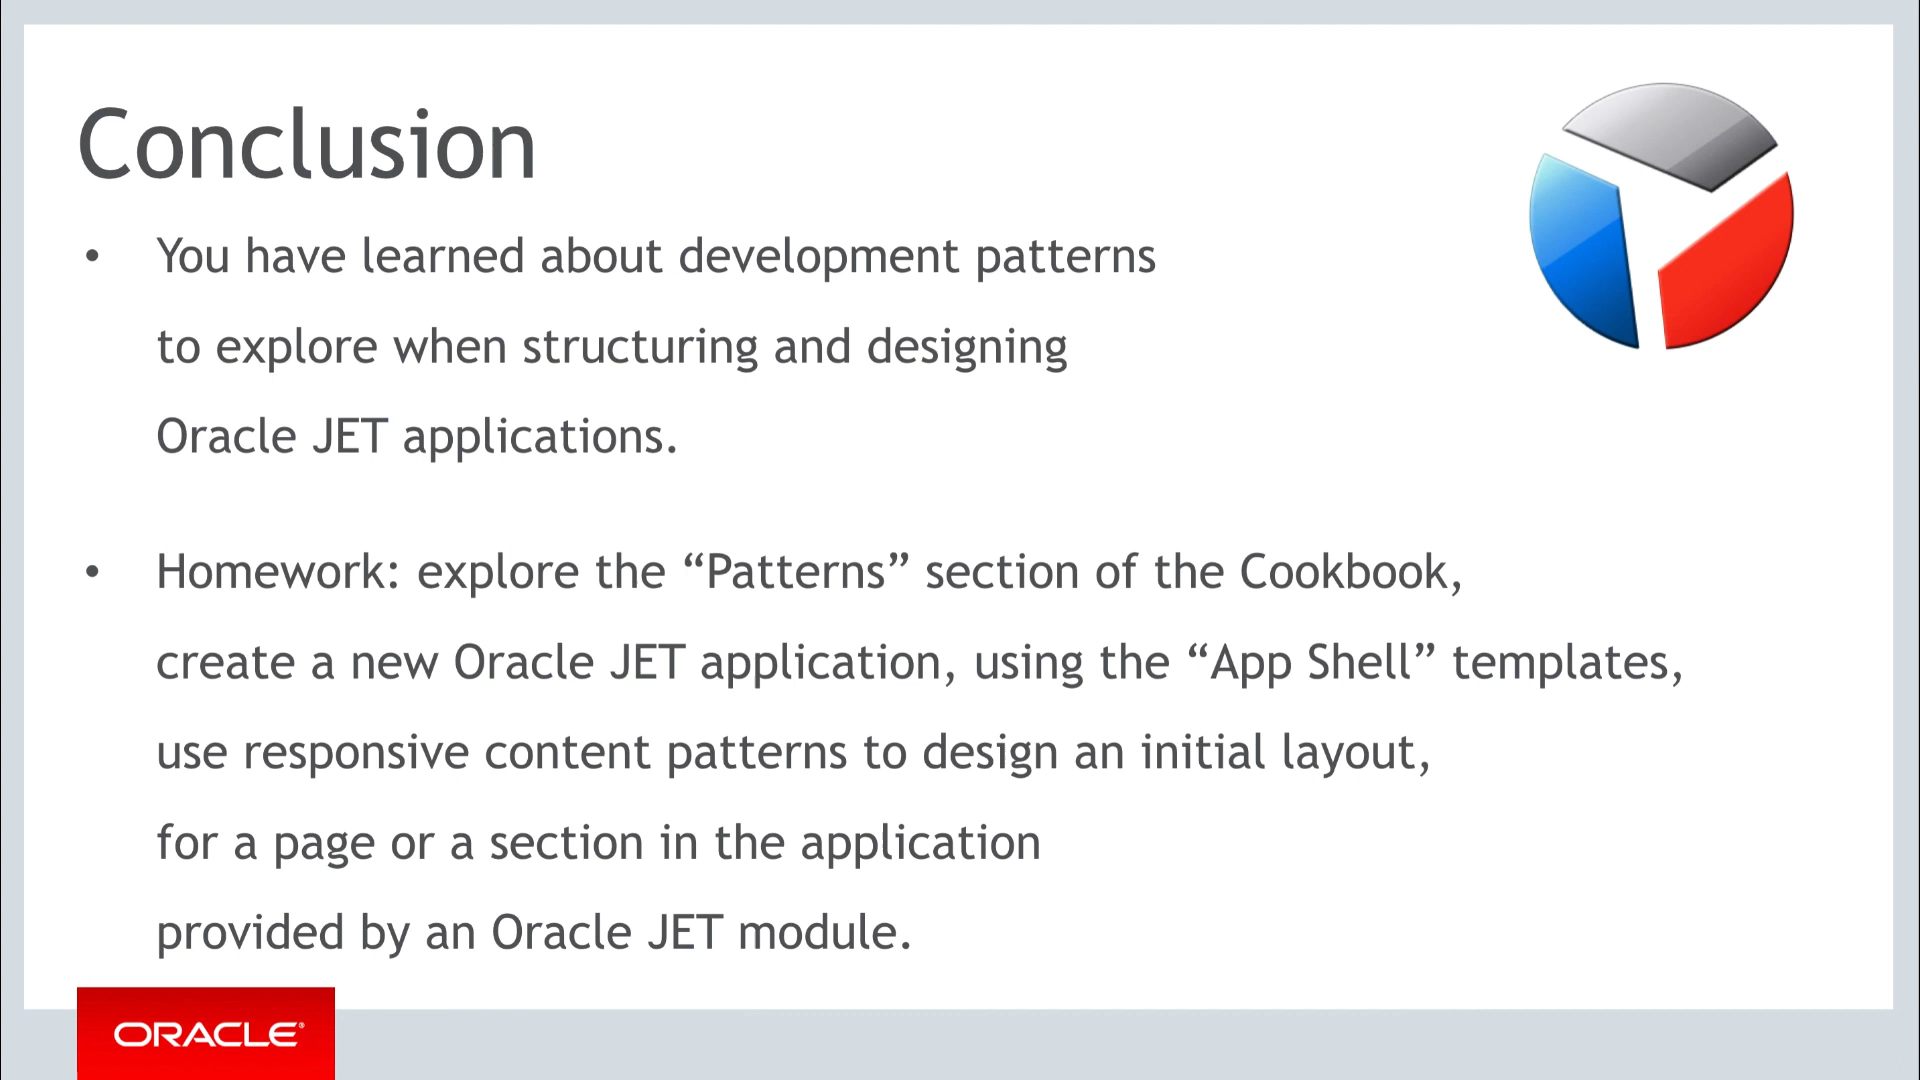 Conclusion
• You have learned about development patterns
to explore when structuring and designing
Oracle JET applications.
• Homework: explore the “Patterns” section of the Cookbook,
create a new Oracle JET application, using the “App Shell” templates,
use responsive content patterns to design an initial layout,
for a page or a section in the application
provided by an Oracle JET module.
ORACLE®